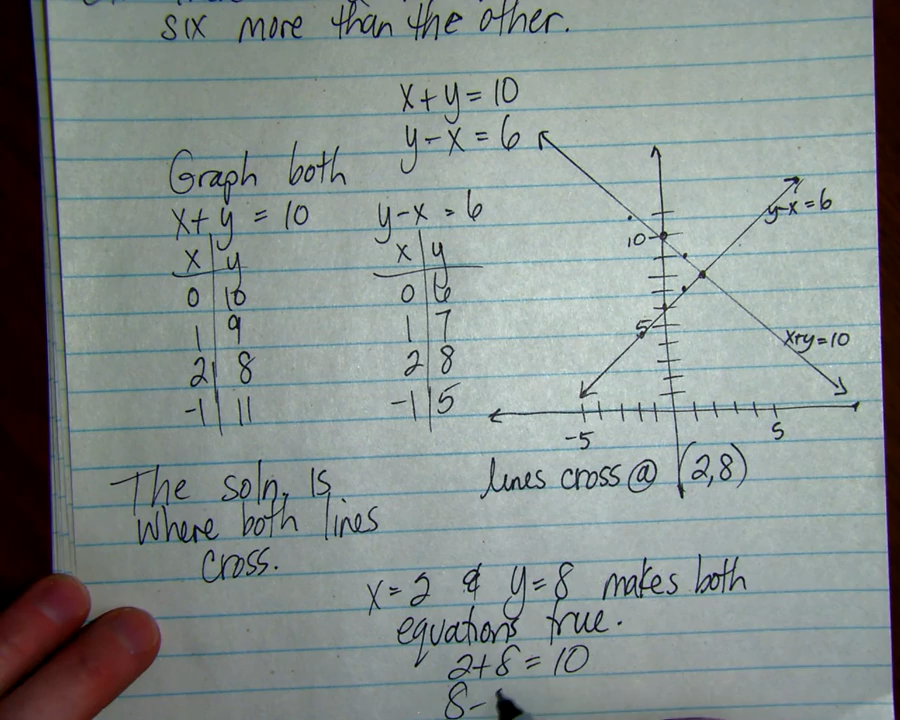 six more than the other.
x+y=10
y-x=6
Graph both
x+y=10
x y
0 10
1 9
2 8
-1 11
y-x=6
x y
0 6
1 7
2 8
-1 5
10
5
-5
5
y-x=6
x+y=10
lines cross @ (2,8)
The soln. is
where both lines
cross.
x=2 & y=8 makes both
equations true.
2+8=10
8-